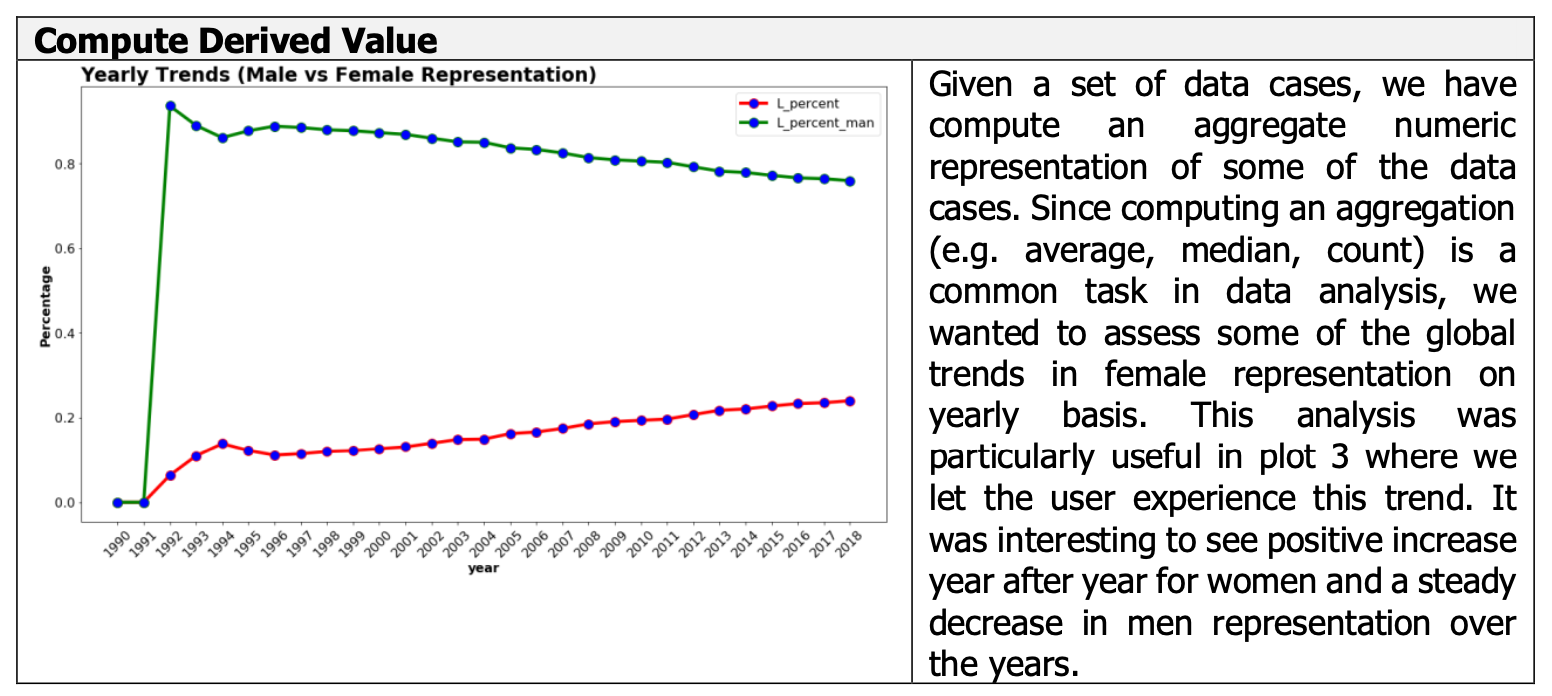 Compute Derived Value
Yearly Trends (Male vs Female Representation)
L_percent
L_percent_man
0.8
0.6
0.4
0.2
0.0
Percentage
1990 1991 1992 1993 1994 1995 1996 1997 1998 1999 2000 2001 2002 2003 2004 2005 2006 2007 2008 2009 2010 2011 2012 2013 2014 2015 2016 2017 2018
year
Given a set of data cases, we have
compute an aggregate numeric
representation of some of the data
cases. Since computing an aggregation
(e.g. average, median, count) is a
common task in data analysis, we
wanted to assess some of the global
trends in female representation on
yearly basis. This analysis was
particularly useful in plot 3 where we
let the user experience this trend. It
was interesting to see positive increase
year after year for women and a steady
decrease in men representation over
the years.